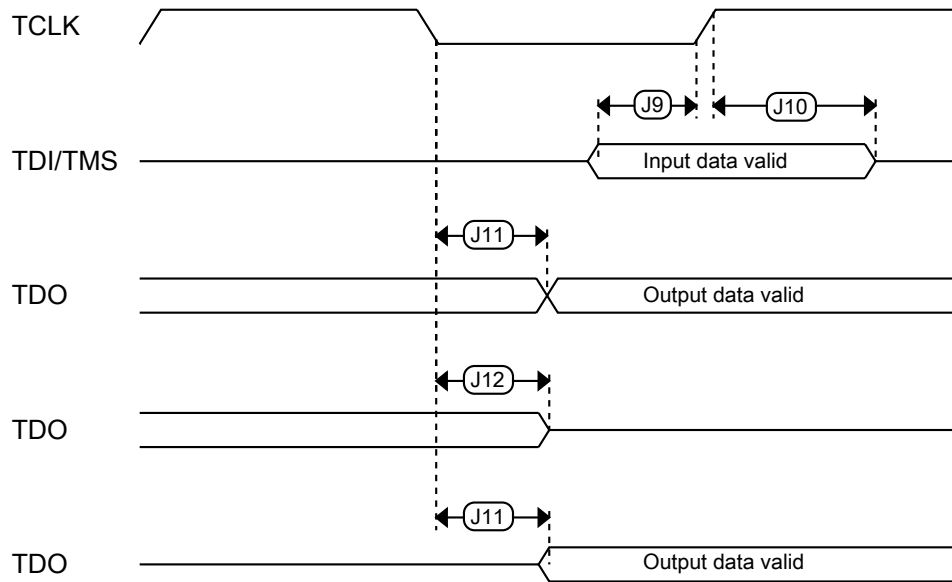 TCLK
J9
J10
TDI/TMS
Input data valid
J11
TDO
Output data valid
J12
TDO
J11
TDO
Output data valid